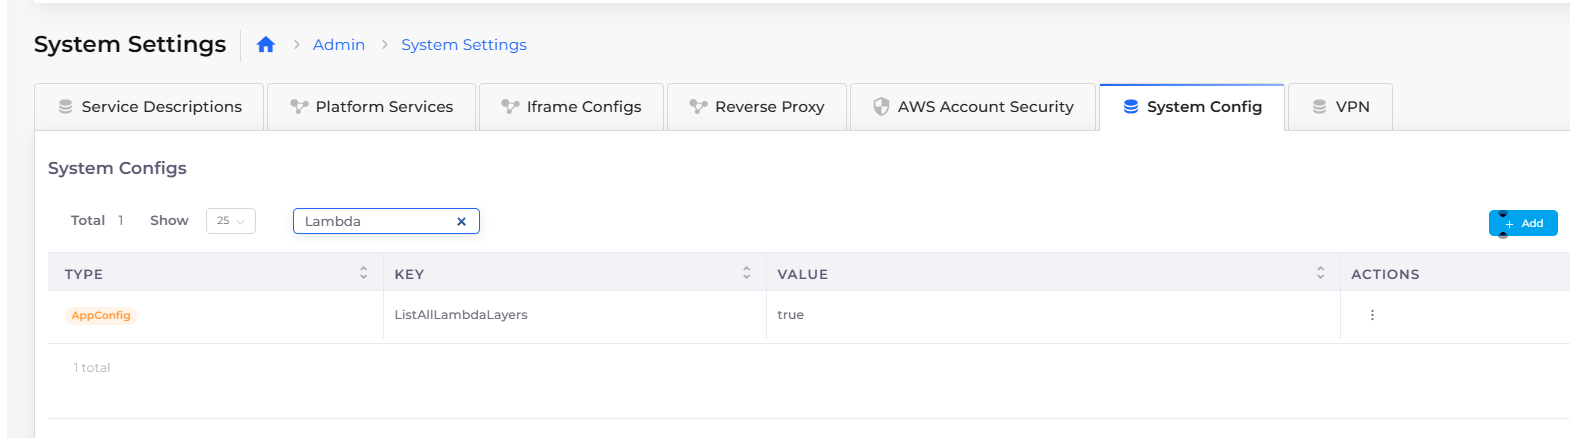 System Settings Admin System Settings
Service Descriptions Platform Services Iframe Configs Reverse Proxy AWS Account Security System Config VPN
System Configs
Total 1 Show 25 Lambda + Add
TYPE KEY VALUE ACTIONS
AppConfig ListAllLambdaLayers true
1 total